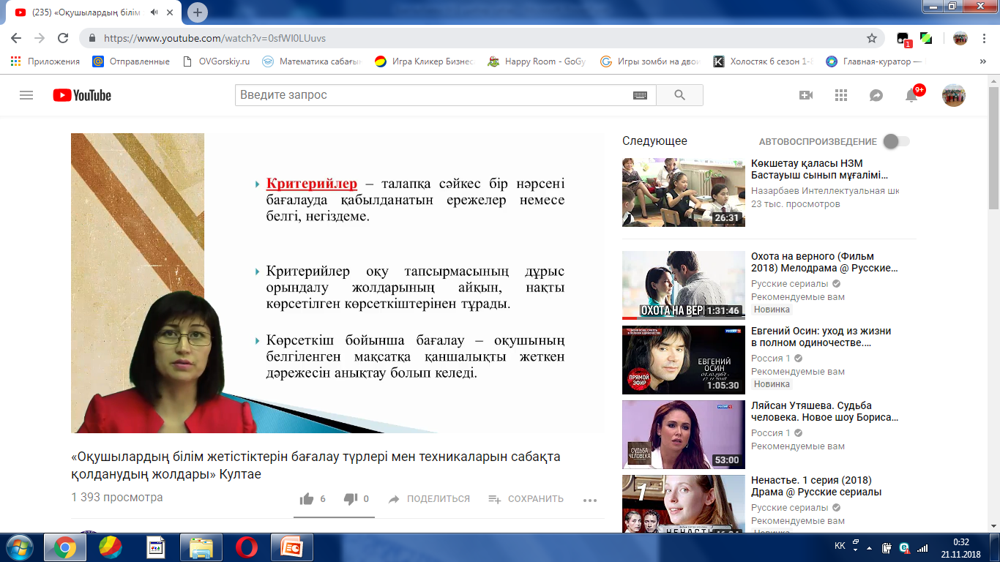 (235) «Оқушылардың білім
https://www.youtube.com/watch?v=0sfWI0LUuvs
1
Приложения
Отправленные
OVGorskiy.ru
Математика сабағын
Игра Кликер Бизнес
Happy Room - GoGy
Игры зомби на двои
Холостяк 6 сезон 1-8
Главная-куратор —
»
YouTube
Введите запрос
9+
Критерийлер – талапқа сәйкес бір нәрсені
бағалауда қабылданатын ережелер немесе
белгі, негіздеме.
Критерийлер оқу тапсырмасының дұрыс
орындалу жолдарының айқын, нақты
көрсетілген көрсеткіштерінен тұрады.
Көрсеткіш бойынша бағалау – оқушының
белгіленген мақсатқа қаншалықты жеткен
дәрежесін анықтау болып келеді.
«Оқушылардың білім жетістіктерін бағалау түрлері мен техникаларын сабақта
қолданудың жолдары» Култае
1 393 просмотра
6
0
ПОДЕЛИТЬСЯ
СОХРАНИТЬ
Следующее
АВТОВОСПРОИЗВЕДЕНИЕ
26:31
Көкшетау қаласы НЗМ
Бастауыш сынып мұғалімі...
Назарбаев Интеллектуальная шк
23 тыс. просмотров
ОХОТА НА ВЕР
1:31:46
Охота на верного (Фильм
2018) Мелодрама @ Русские...
Русские сериалы
Рекомендуемые вам
Новинка
ЕВГЕНИЙ
ОСИН
ПРЯМОЙ
ЭФИР
1:05:30
Евгений Осин: уход из жизни
в полном одиночестве....
Россия 1
Рекомендуемые вам
Новинка
СУДЬБА
ЧЕЛОВЕКА
53:00
Ляйсан Утяшева. Судьба
человека. Новое шоу Бориса...
Россия 1
Рекомендуемые вам
1
Ненастье. 1 серия (2018)
Драма @ Русские сериалы
Русские сериалы
Рекомендуемые вам
KK
0:32
21.11.2018